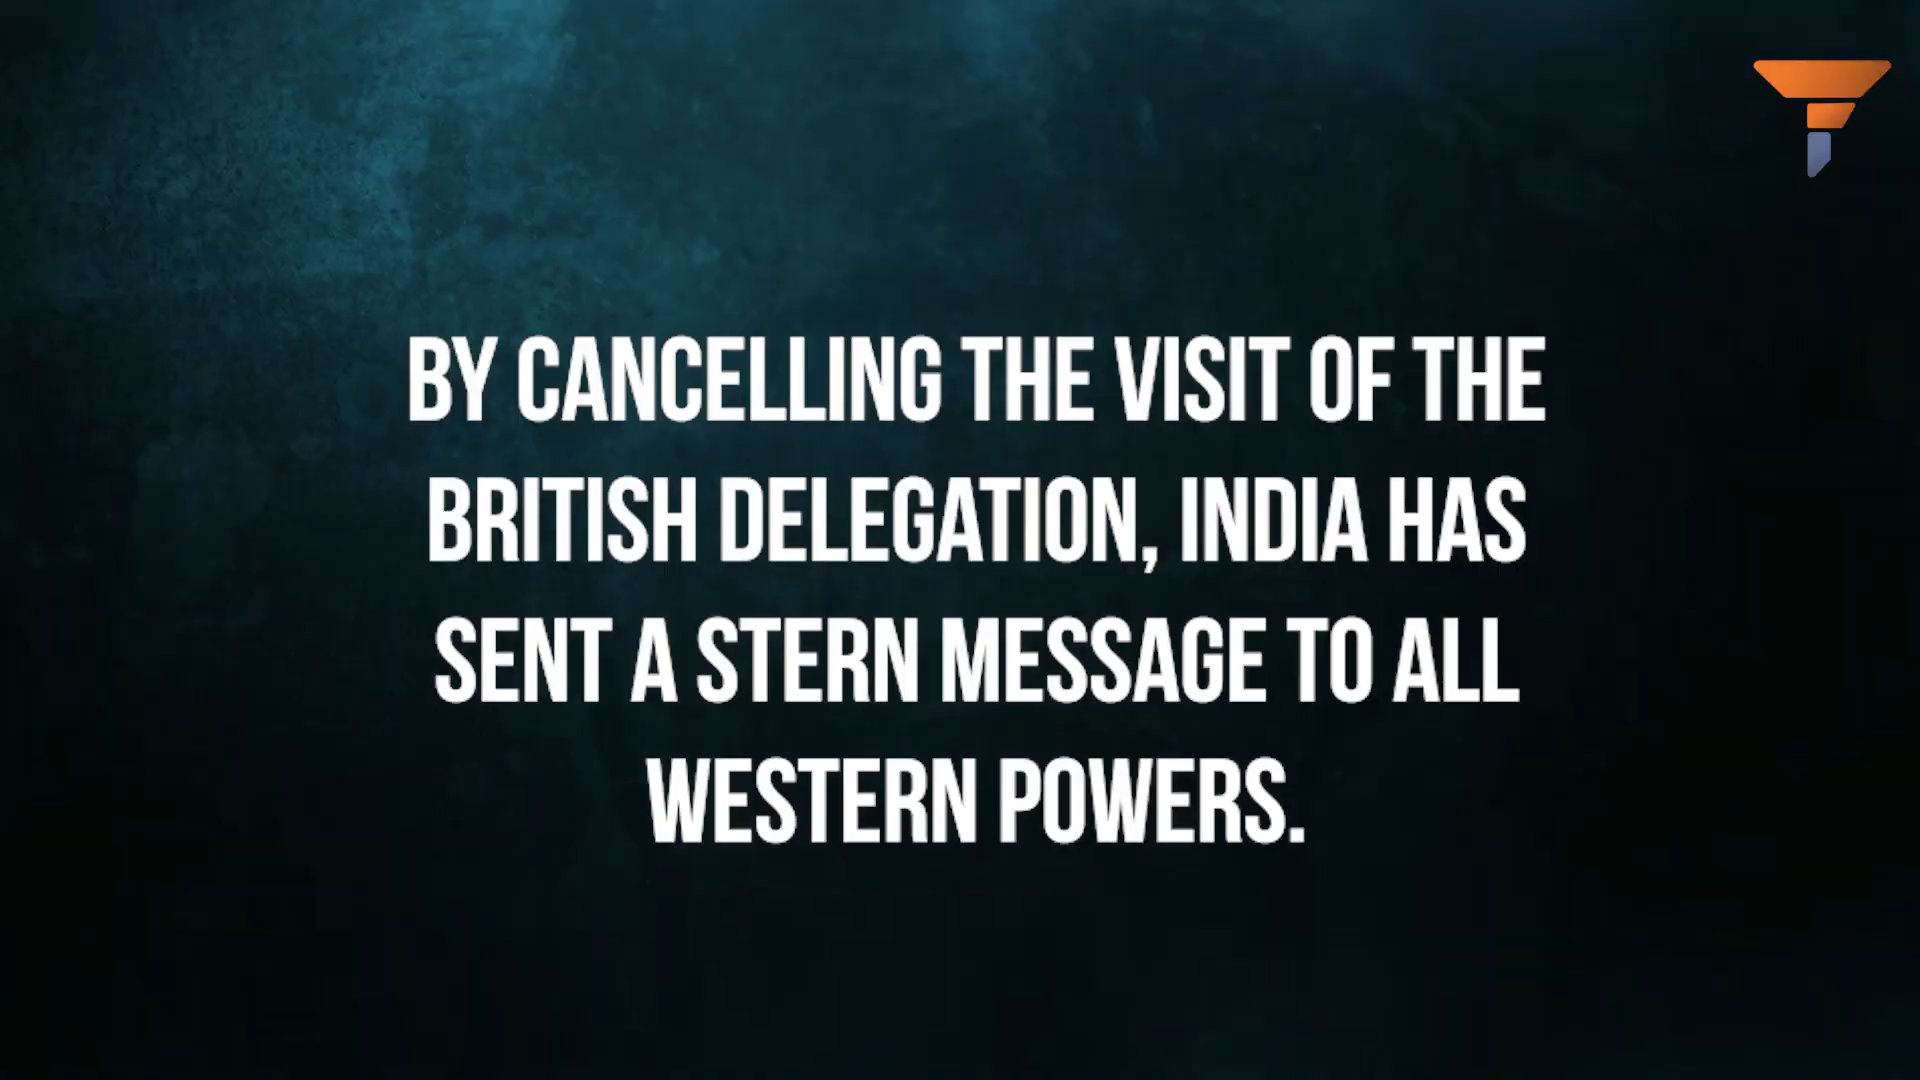 BY CANCELLING THE VISIT OF THE
BRITISH DELEGATION, INDIA HAS
SENT A STERN MESSAGE TO ALL
WESTERN POWERS.